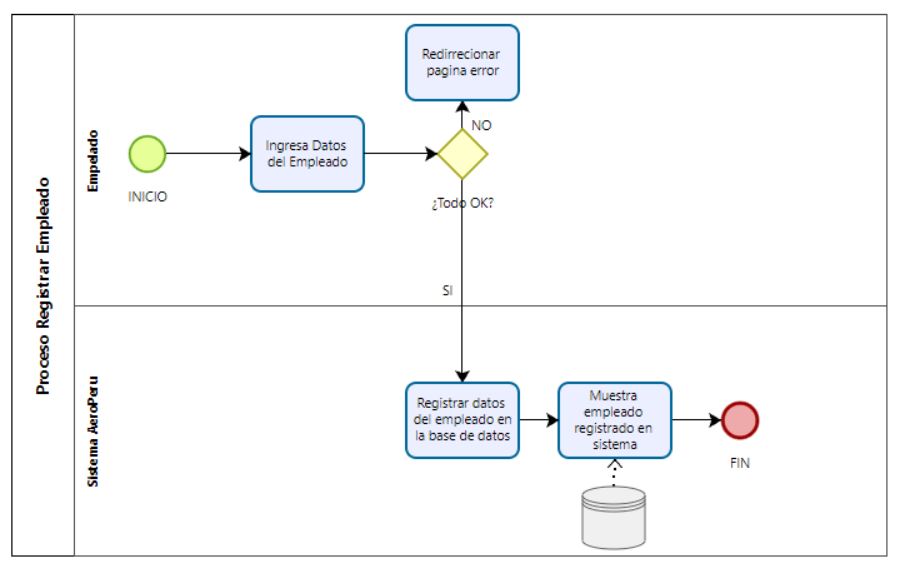 Proceso Registrar Empleado
Empelado
INICIO
Ingresa Datos
del Empleado
Redirrecionar
pagina error
NO
¿Todo OK?
SI
Sistema AeroPeru
Registrar datos
del empleado en
la base de datos
Muestra
empleado
registrado en
sistema
FIN